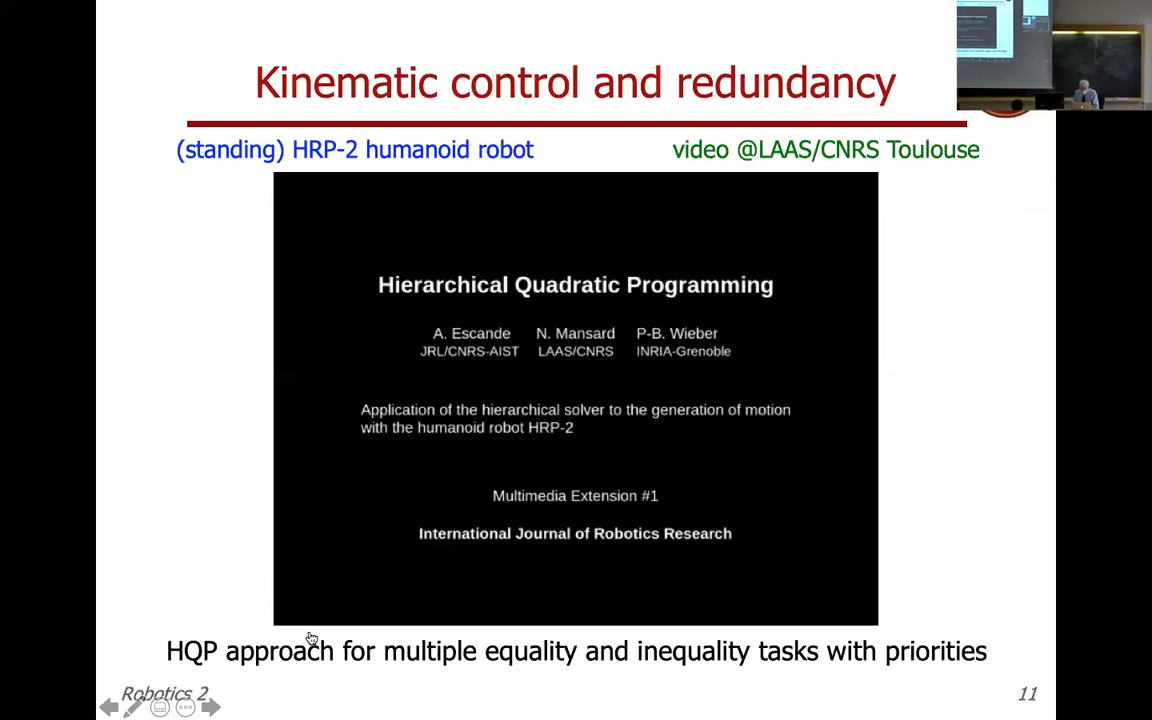 Kinematic control and redundancy
(standing) HRP-2 humanoid robot
video @LAAS/CNRS Toulouse
Hierarchical Quadratic Programming
A. Escande N. Mansard P-B. Wieber
JRL/CNRS-AIST LAAS/CNRS INRIA-Grenoble
Application of the hierarchical solver to the generation of motion
with the humanoid robot HRP-2
Multimedia Extension #1
International Journal of Robotics Research
HQP approach for multiple equality and inequality tasks with priorities
Robotics 2
11